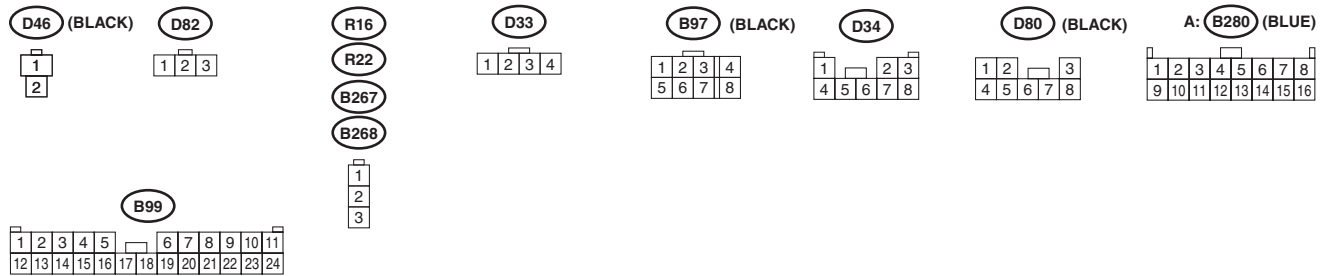 D46 (BLACK)
1
2
D82
1 2 3
R16
R22
B267
B268
1
2
3
D33
1 2 3 4
B97 (BLACK)
1 2 3 4
5 6 7 8
D34
1 2 3
4 5 6 7 8
D80 (BLACK)
1 2 3
4 5 6 7 8
A: B280 (BLUE)
1 2 3 4 5 6 7 8
9 10 11 12 13 14 15 16
B99
1 2 3 4 5 6 7 8 9 10 11
12 13 14 15 16 17 18 19 20 21 22 23 24